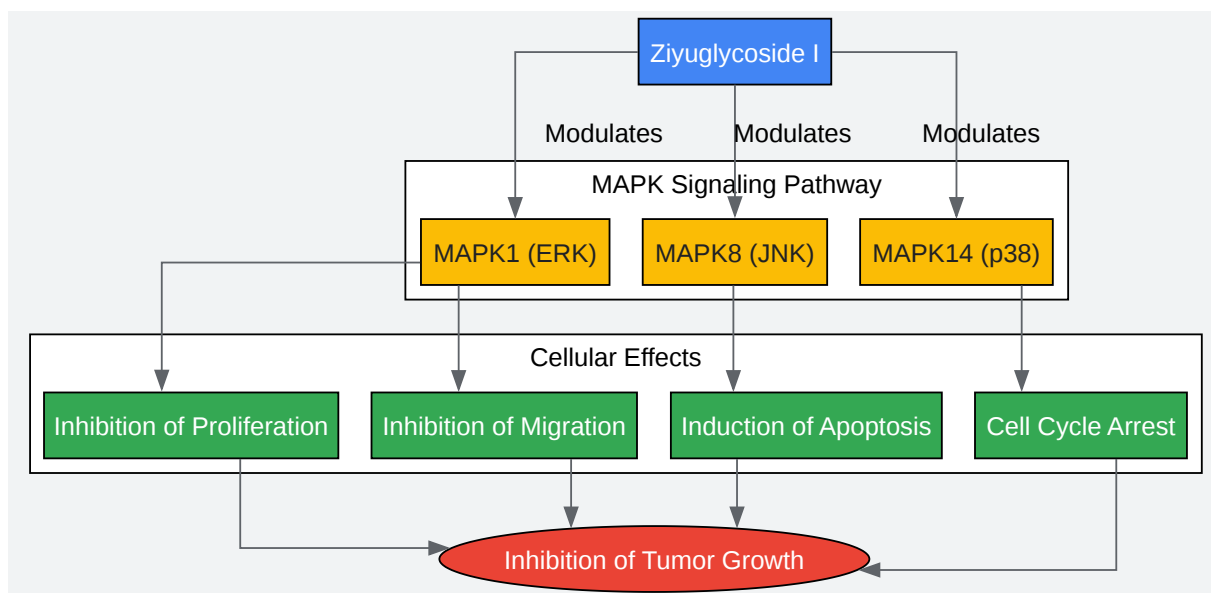 Ziyuglycoside I
Modulates
Modulates
Modulates
MAPK Signaling Pathway
MAPK1 (ERK)
MAPK8 (JNK)
MAPK14 (p38)
Cellular Effects
Inhibition of Proliferation
Inhibition of Migration
Induction of Apoptosis
Cell Cycle Arrest
Inhibition of Tumor Growth